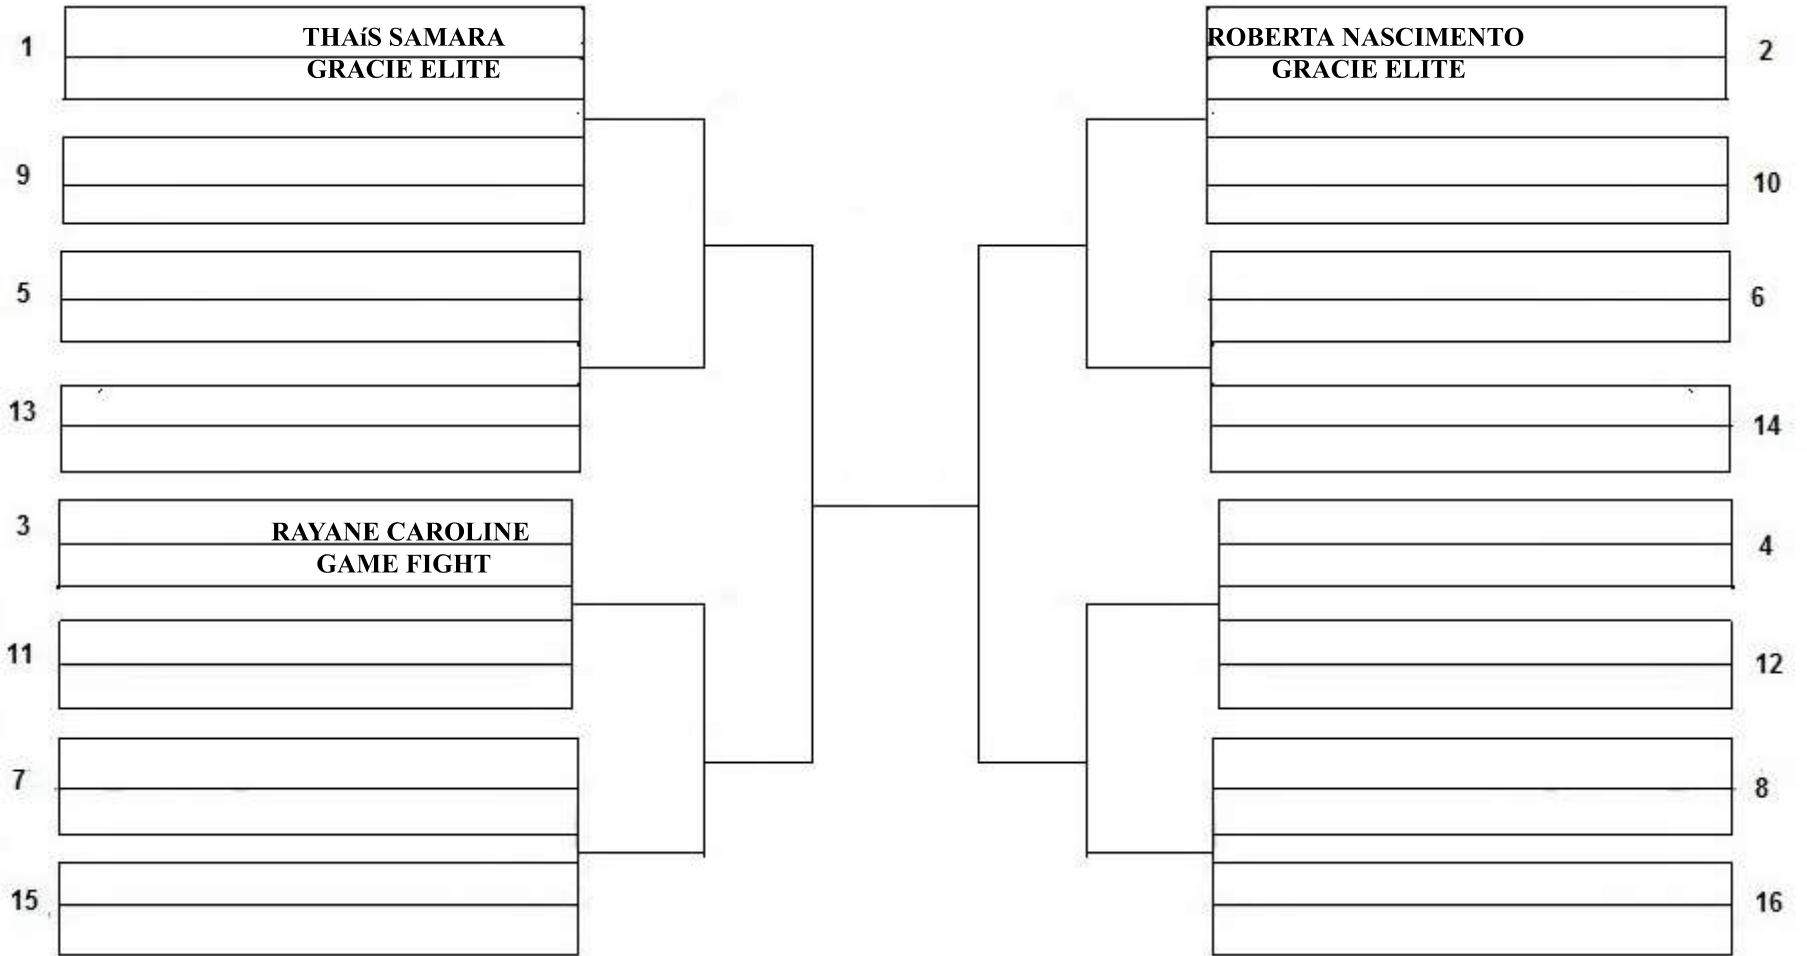 1
THAíS SAMARA
GRACIE ELITE
9
5
13
3
RAYANE CAROLINE
GAME FIGHT
11
7
15
ROBERTA NASCIMENTO
GRACIE ELITE
2
10
6
14
4
12
8
16